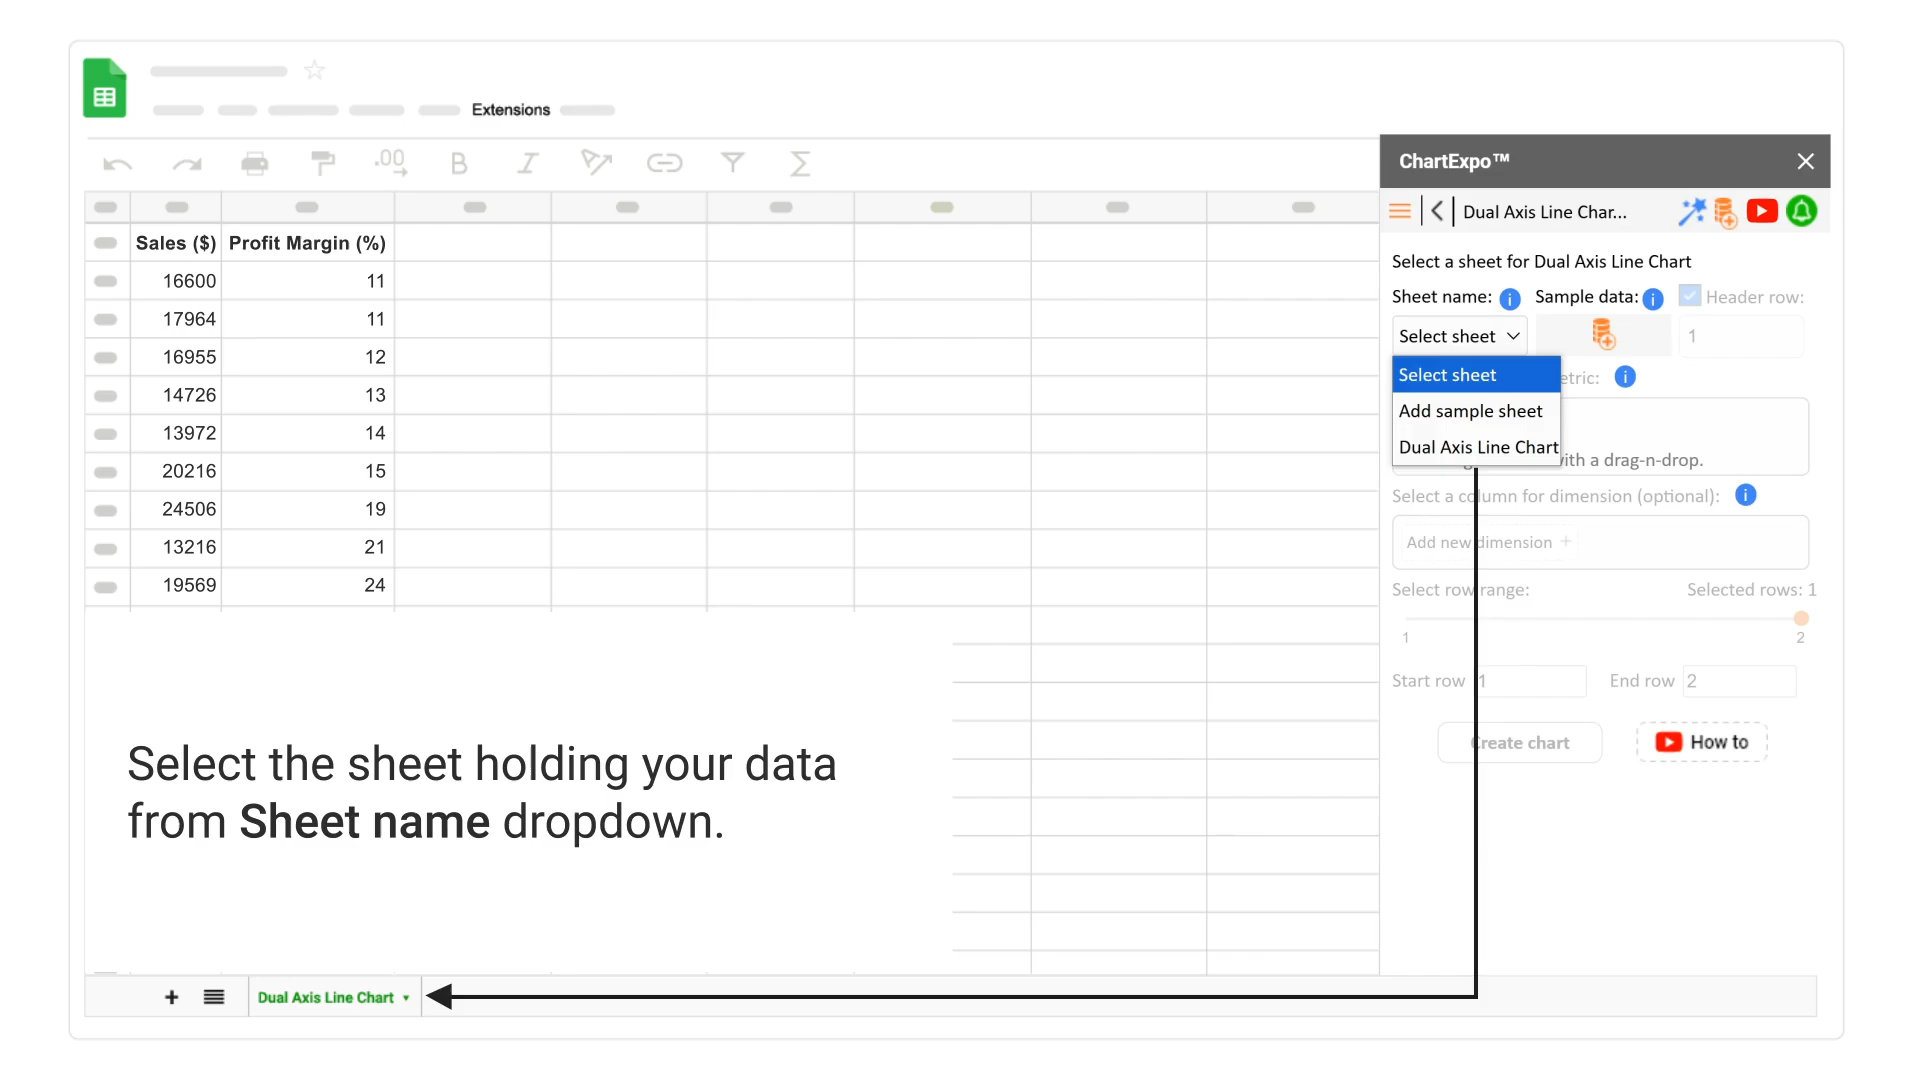 Extensions
.00
B
I
Sales ($) Profit Margin (%)
16600 11
17964 11
16955 12
14726 13
13972 14
20216 15
24506 19
13216 21
19569 24
Select the sheet holding your data
from Sheet name dropdown.
+ Dual Axis Line Chart
ChartExpo™
Dual Axis Line Char...
Select a sheet for Dual Axis Line Chart
Sheet name: i Sample data: i Header row:
Select sheet 1
Select sheet
etric: i
Add sample sheet
Dual Axis Line Chart
ith a drag-n-drop.
Select a column for dimension (optional): i
Add new dimension +
Select row range: Selected rows: 1
1 2
Start row 1 End row 2
Create chart How to